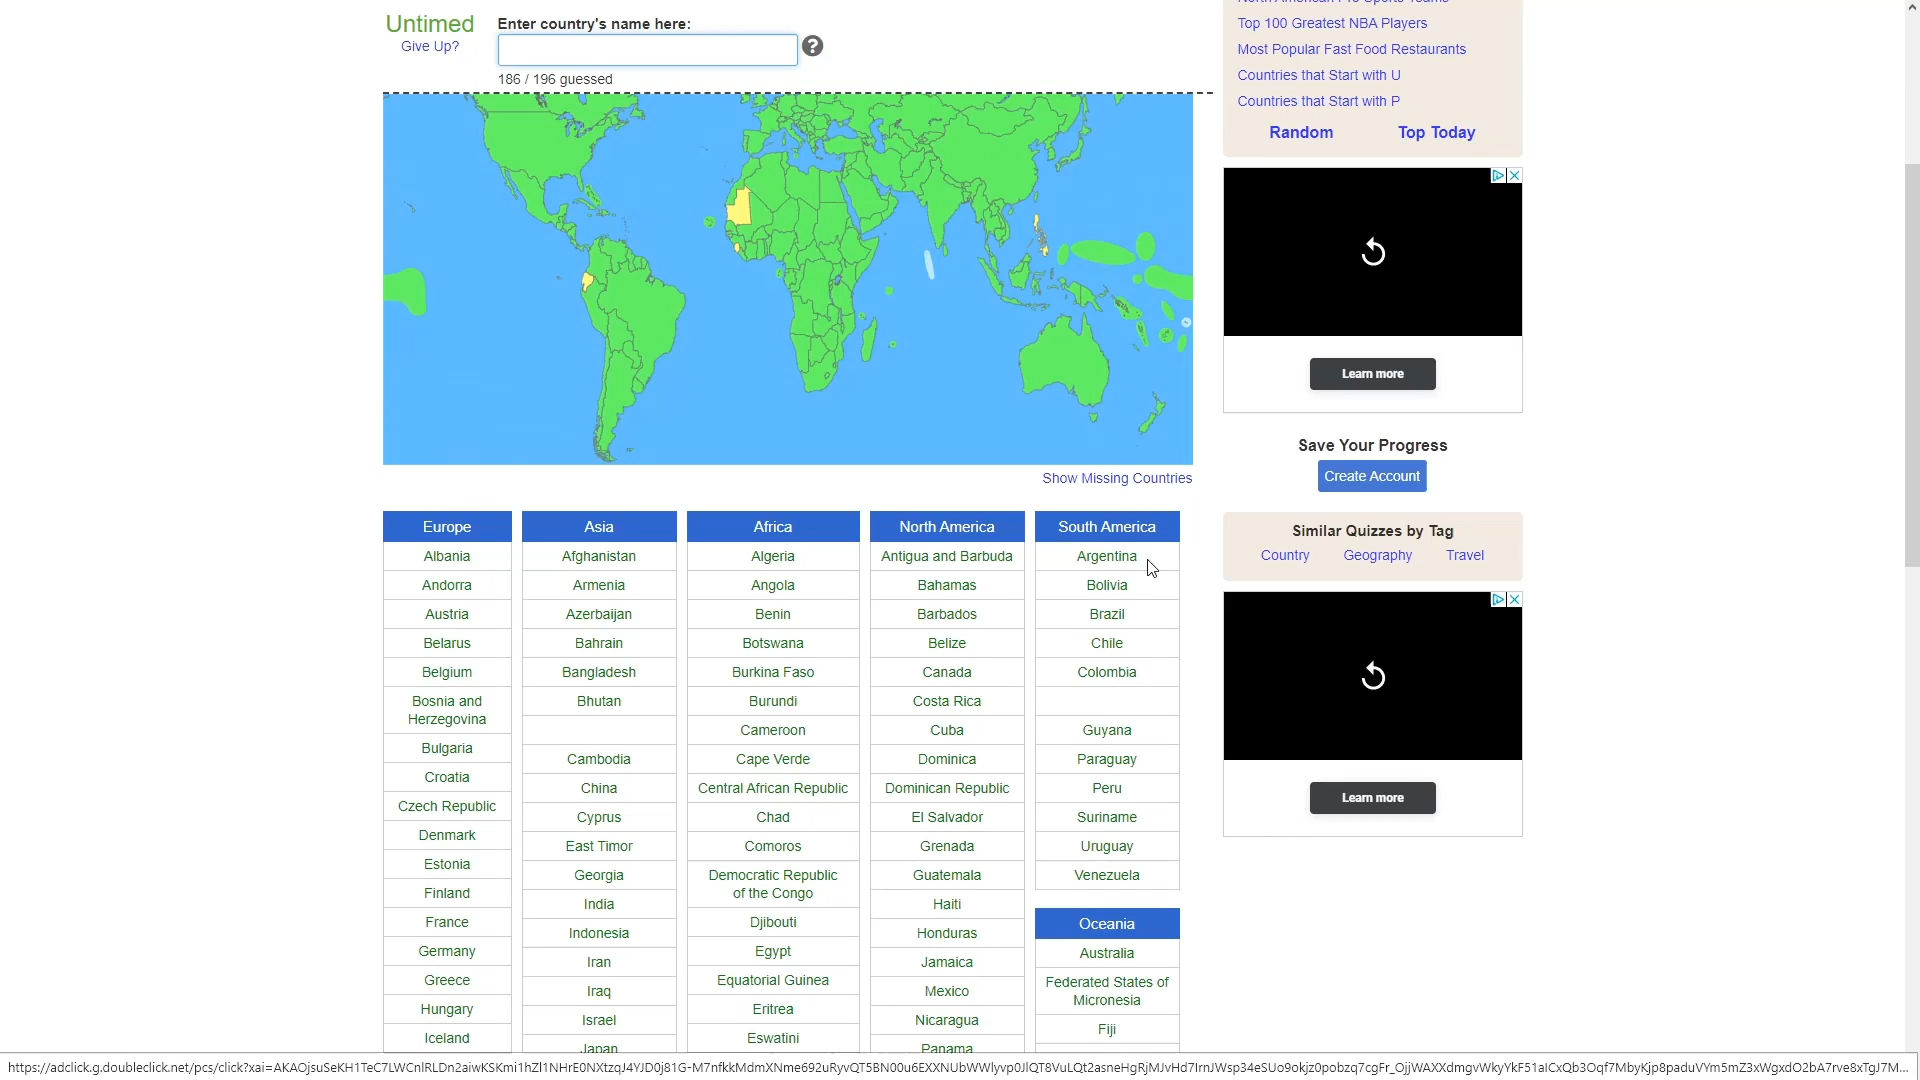 Untimed
Give Up?
Enter country's name here:
186 / 196 guessed
Show Missing Countries
Europe
Albania
Andorra
Austria
Belarus
Belgium
Bosnia and
Herzegovina
Bulgaria
Croatia
Czech Republic
Denmark
Estonia
Finland
France
Germany
Greece
Hungary
Iceland
Asia
Afghanistan
Armenia
Azerbaijan
Bahrain
Bangladesh
Bhutan
Cambodia
China
Cyprus
East Timor
Georgia
India
Indonesia
Iran
Iraq
Israel
Japan
Africa
Algeria
Angola
Benin
Botswana
Burkina Faso
Burundi
Cameroon
Cape Verde
Central African Republic
Chad
Comoros
Democratic Republic
of the Congo
Djibouti
Egypt
Equatorial Guinea
Eritrea
Eswatini
North America
Antigua and Barbuda
Bahamas
Barbados
Belize
Canada
Costa Rica
Cuba
Dominica
Dominican Republic
El Salvador
Grenada
Guatemala
Haiti
Honduras
Jamaica
Mexico
Nicaragua
Panama
South America
Argentina
Bolivia
Brazil
Chile
Colombia
Guyana
Paraguay
Peru
Suriname
Uruguay
Venezuela
Oceania
Australia
Federated States of
Micronesia
Fiji
North American Pro Sports Teams
Top 100 Greatest NBA Players
Most Popular Fast Food Restaurants
Countries that Start with U
Countries that Start with P
Random Top Today
Learn more
Save Your Progress
Create Account
Similar Quizzes by Tag
Country Geography Travel
Learn more